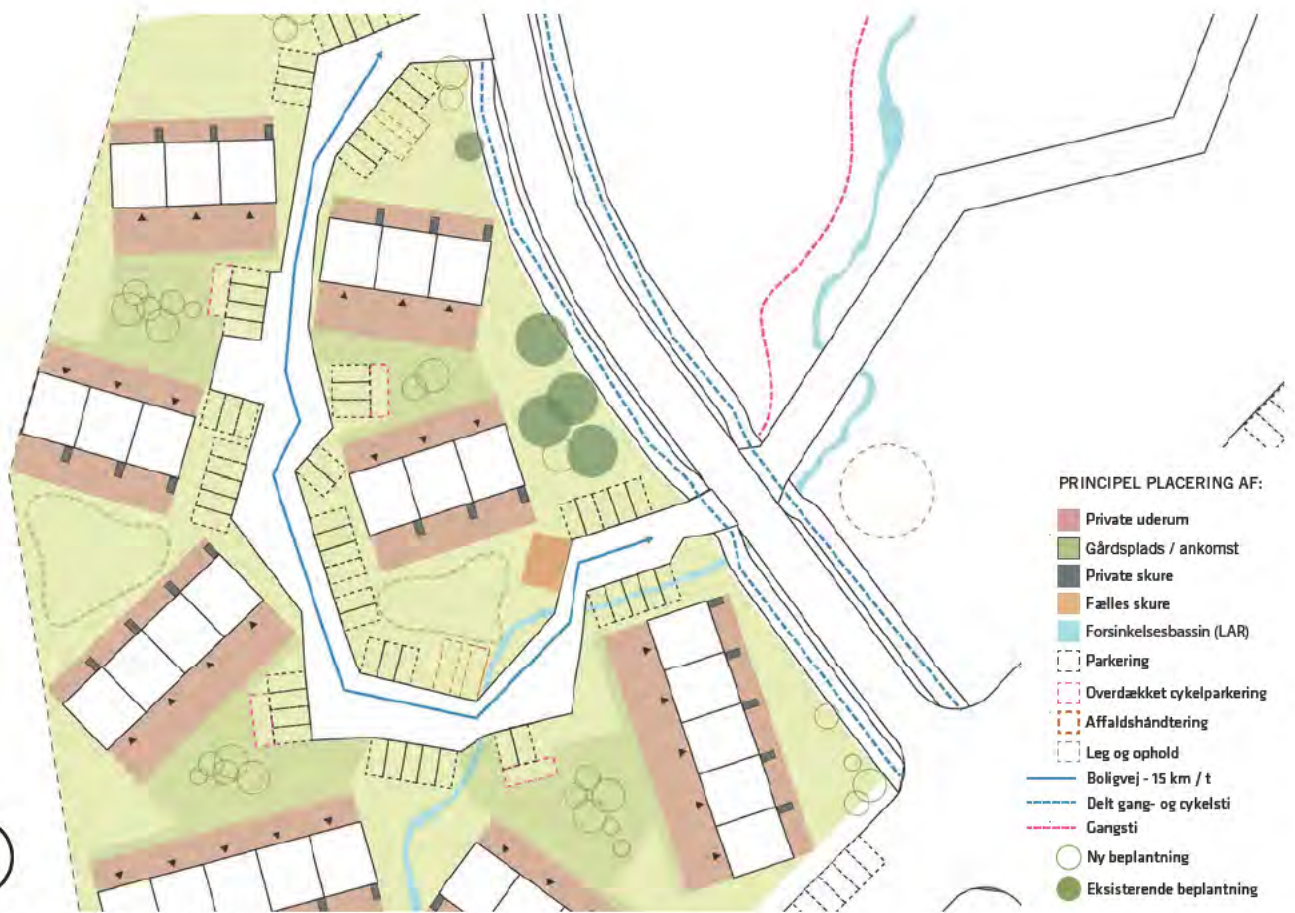 PRINCIPEL PLACERING AF:
Private uderum
Gårdsplads / ankomst
Private skure
Fælles skure
Forsinkelsesbassin (LAR)
Parkering
Overdækket cykelparkering
Affaldshåndtering
Leg og ophold
Boligvej - 15 km / t
Delt gang- og cykelsti
Gangsti
Ny beplantning
Eksisterende beplantning